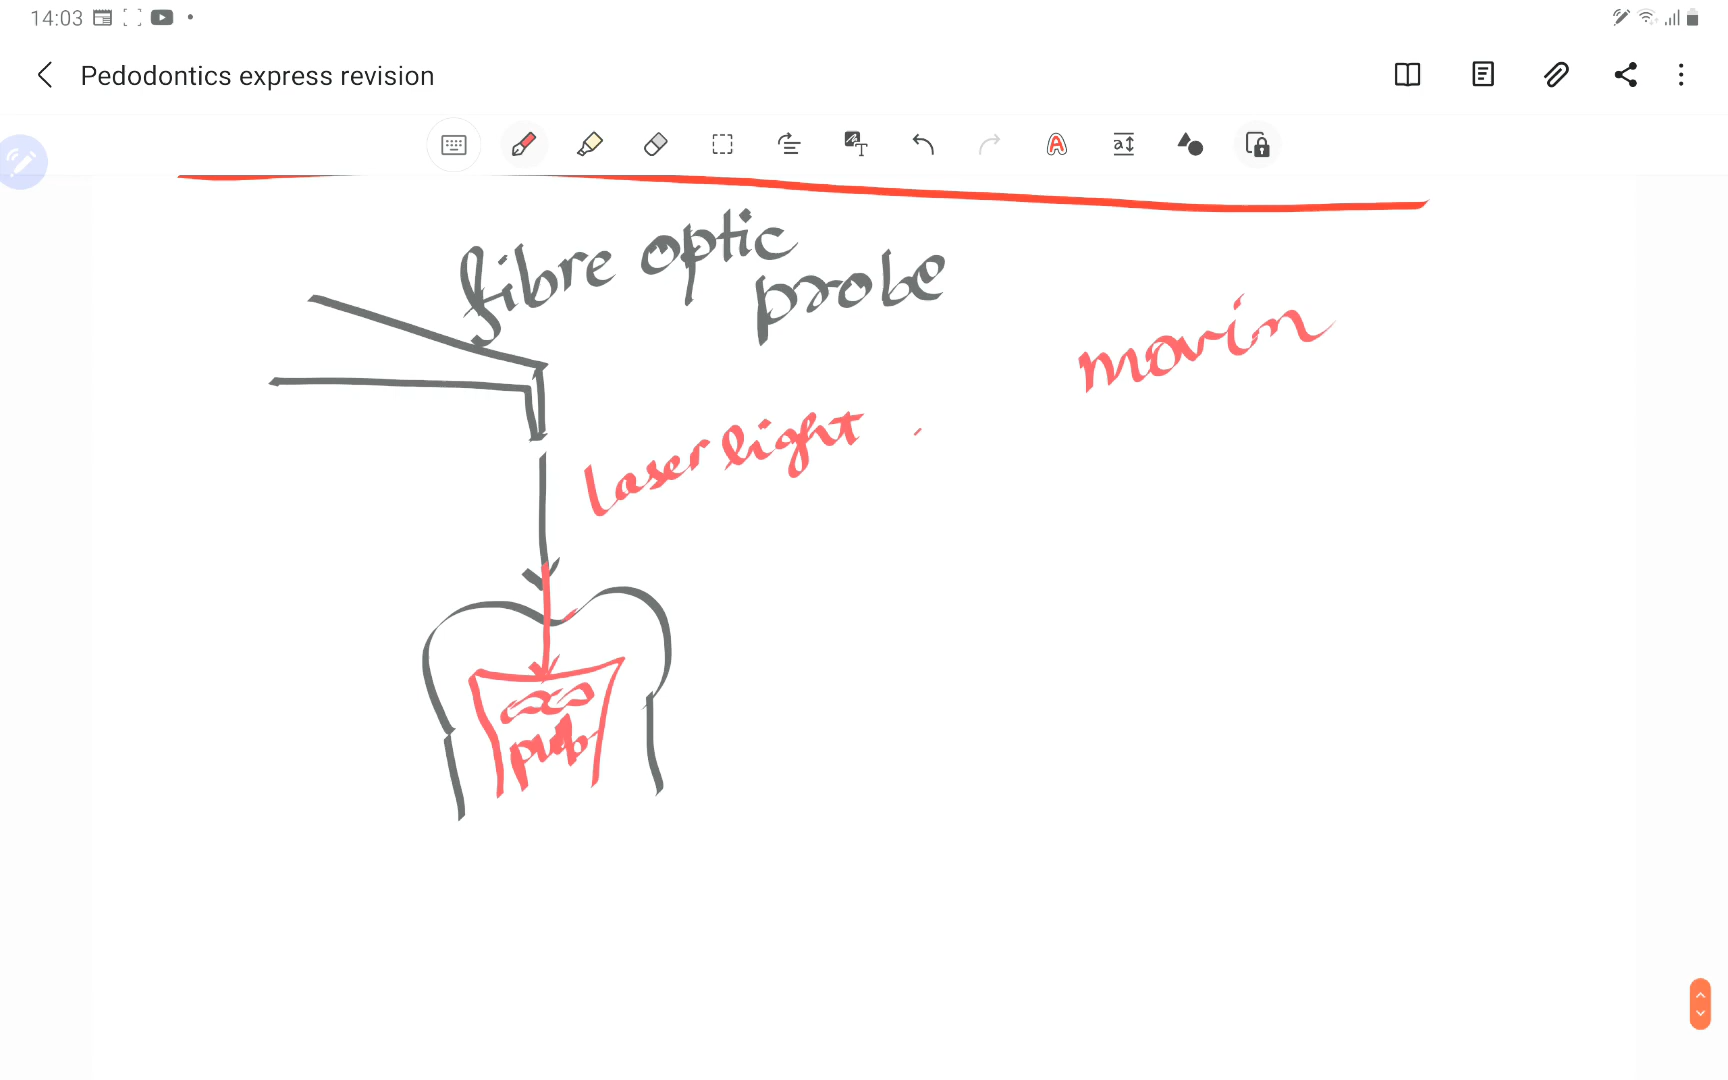 14:03
Pedodontics express revision
fibre optic
probe
movin
laser light
pulp